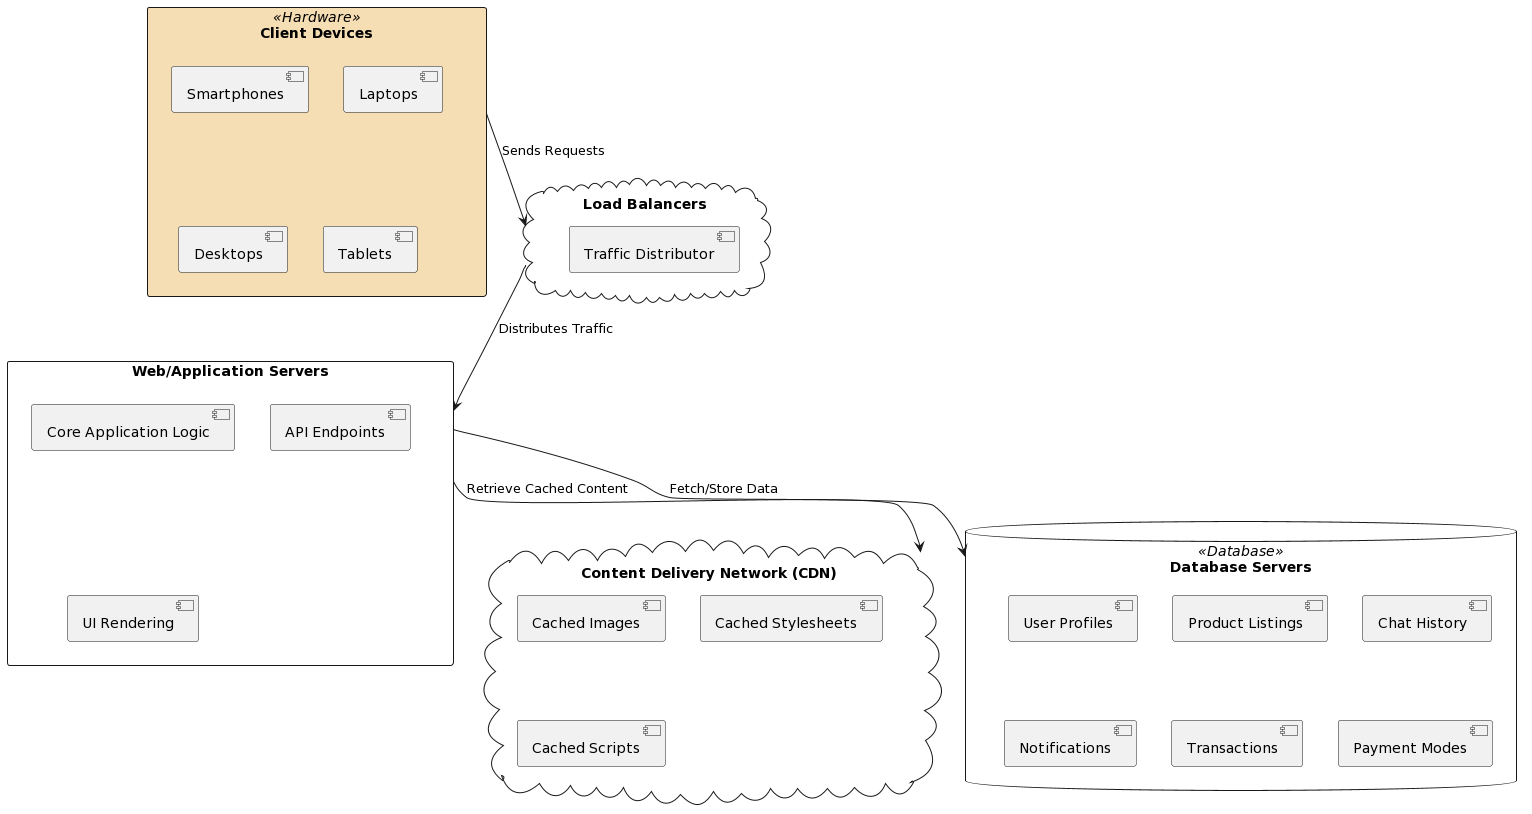 «Hardware»
Client Devices
Smartphones
Laptops
Desktops
Tablets
Sends Requests
Load Balancers
Traffic Distributor
Distributes Traffic
Web/Application Servers
Core Application Logic
API Endpoints
UI Rendering
Retrieve Cached Content
Fetch/Store Data
Content Delivery Network (CDN)
Cached Images
Cached Stylesheets
Cached Scripts
«Database»
Database Servers
User Profiles
Product Listings
Chat History
Notifications
Transactions
Payment Modes